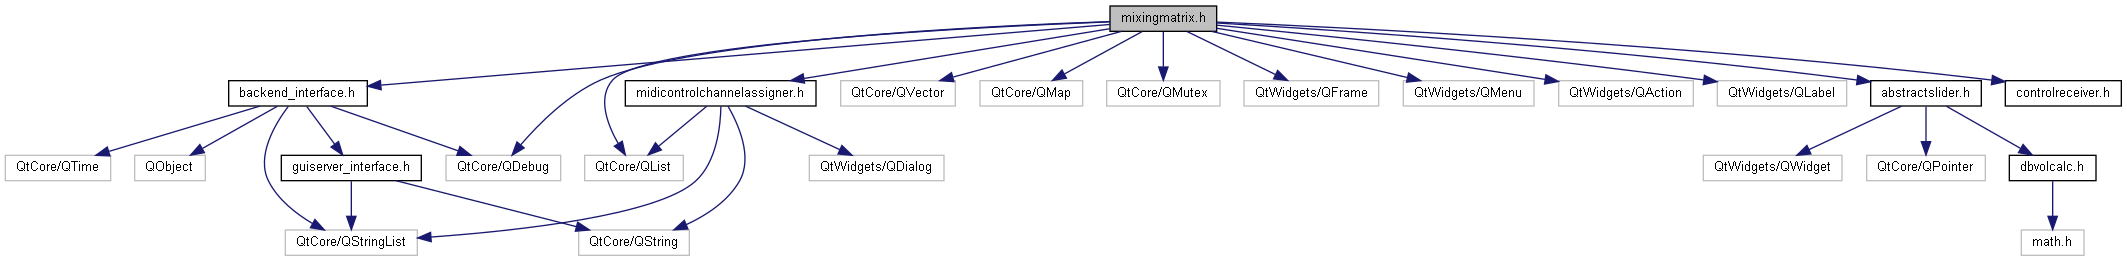 mixingmatrix.h
backend_interface.h
midicontrolchannelassigner.h
QtCore/QVector
QtCore/QMap
QtCore/QMutex
QtWidgets/QFrame
QtWidgets/QMenu
QtWidgets/QAction
QtWidgets/QLabel
abstractslider.h
controlreceiver.h
QtCore/QTime
QObject
guiserver_interface.h
QtCore/QDebug
QtCore/QList
QtWidgets/QDialog
QtWidgets/QWidget
QtCore/QPointer
dbvolcalc.h
QtCore/QStringList
QtCore/QString
math.h